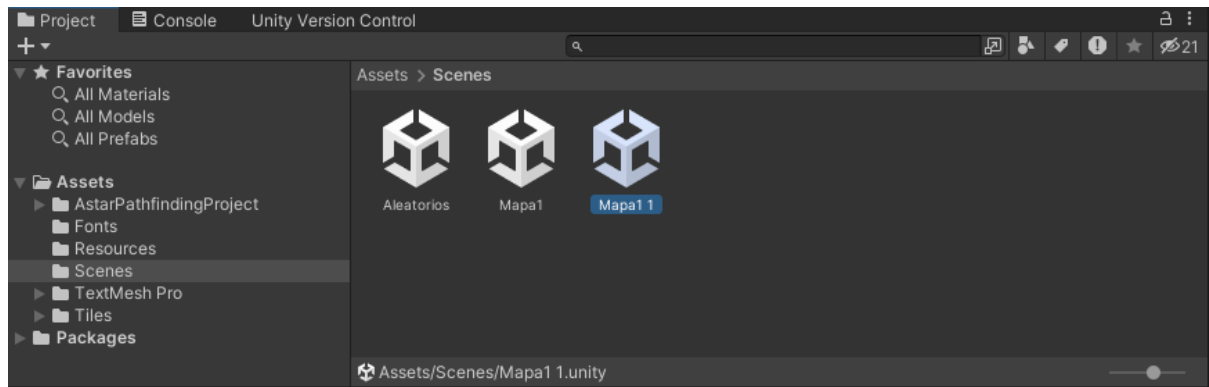 Project Console Unity Version Control
21
Favorites
All Materials
All Models
All Prefabs
Assets
AstarPathfindingProject
Fonts
Resources
Scenes
TextMesh Pro
Tiles
Packages
Assets > Scenes
Aleatorios Mapa1 Mapa1 1
Assets/Scenes/Mapa1 1.unity